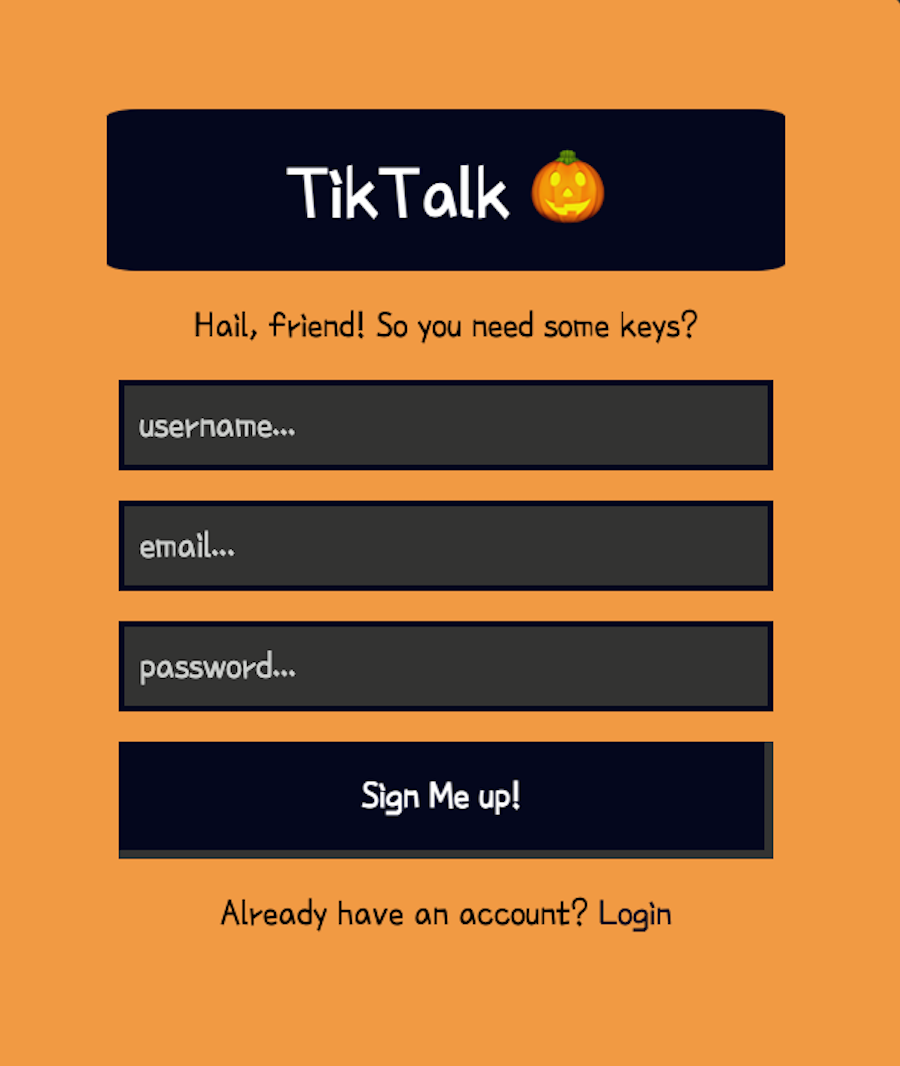 TikTalk 🎃
Hail, friend! So you need some keys?
username...
email...
password...
Sign Me up!
Already have an account? Login